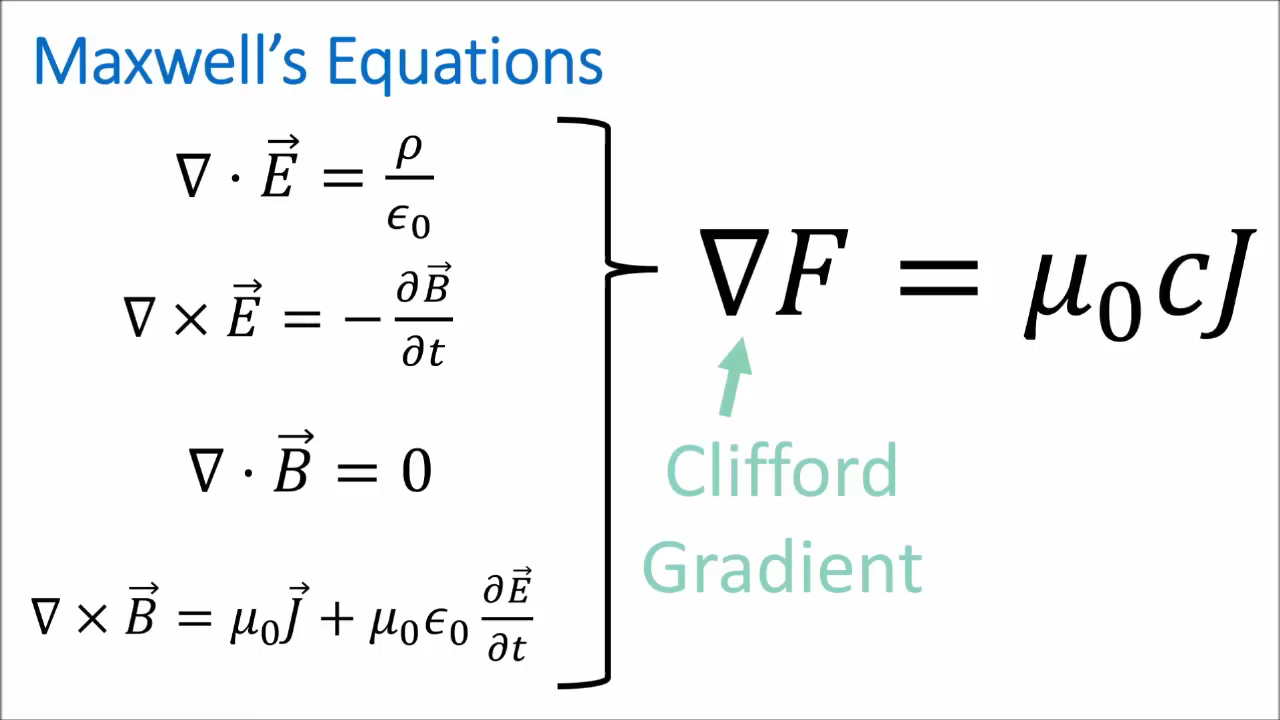 Maxwell's Equations
∇ · E⃗ = ρ/ϵ₀
∇ × E⃗ = − ∂B⃗/∂t
∇ · B⃗ = 0
∇ × B⃗ = μ₀J⃗ + μ₀ϵ₀ ∂E⃗/∂t
∇F = μ₀cJ
Clifford
Gradient